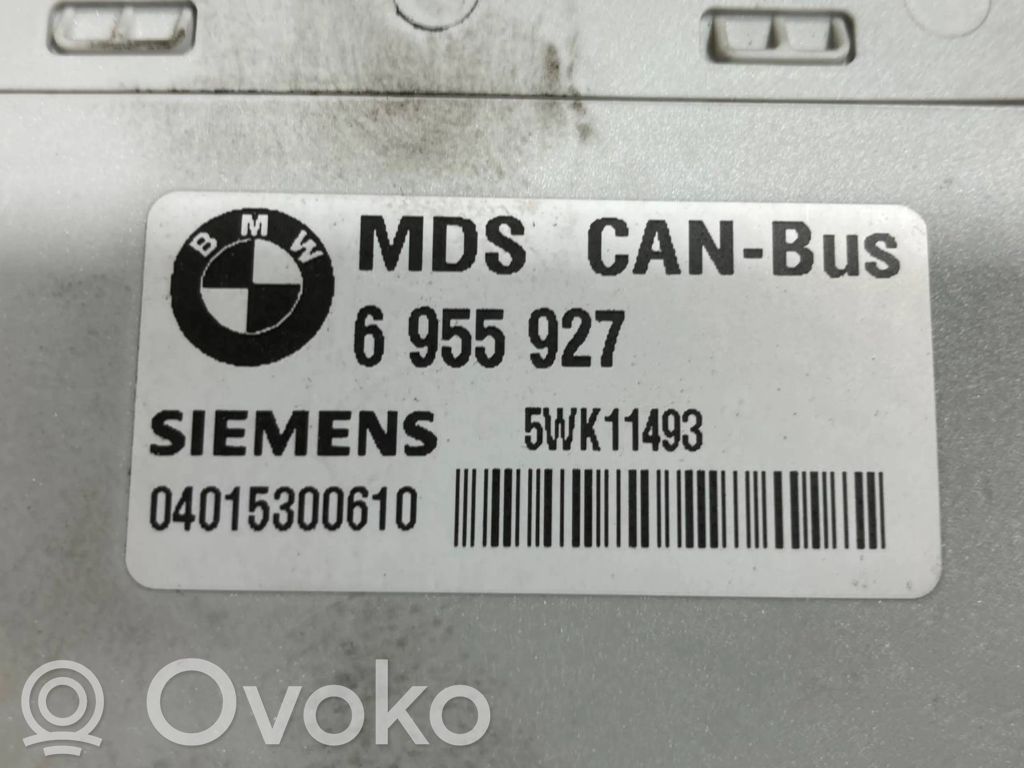 BMW MDS CAN-Bus
6 955 927
SIEMENS 5WK11493
04015300610
Ovoko